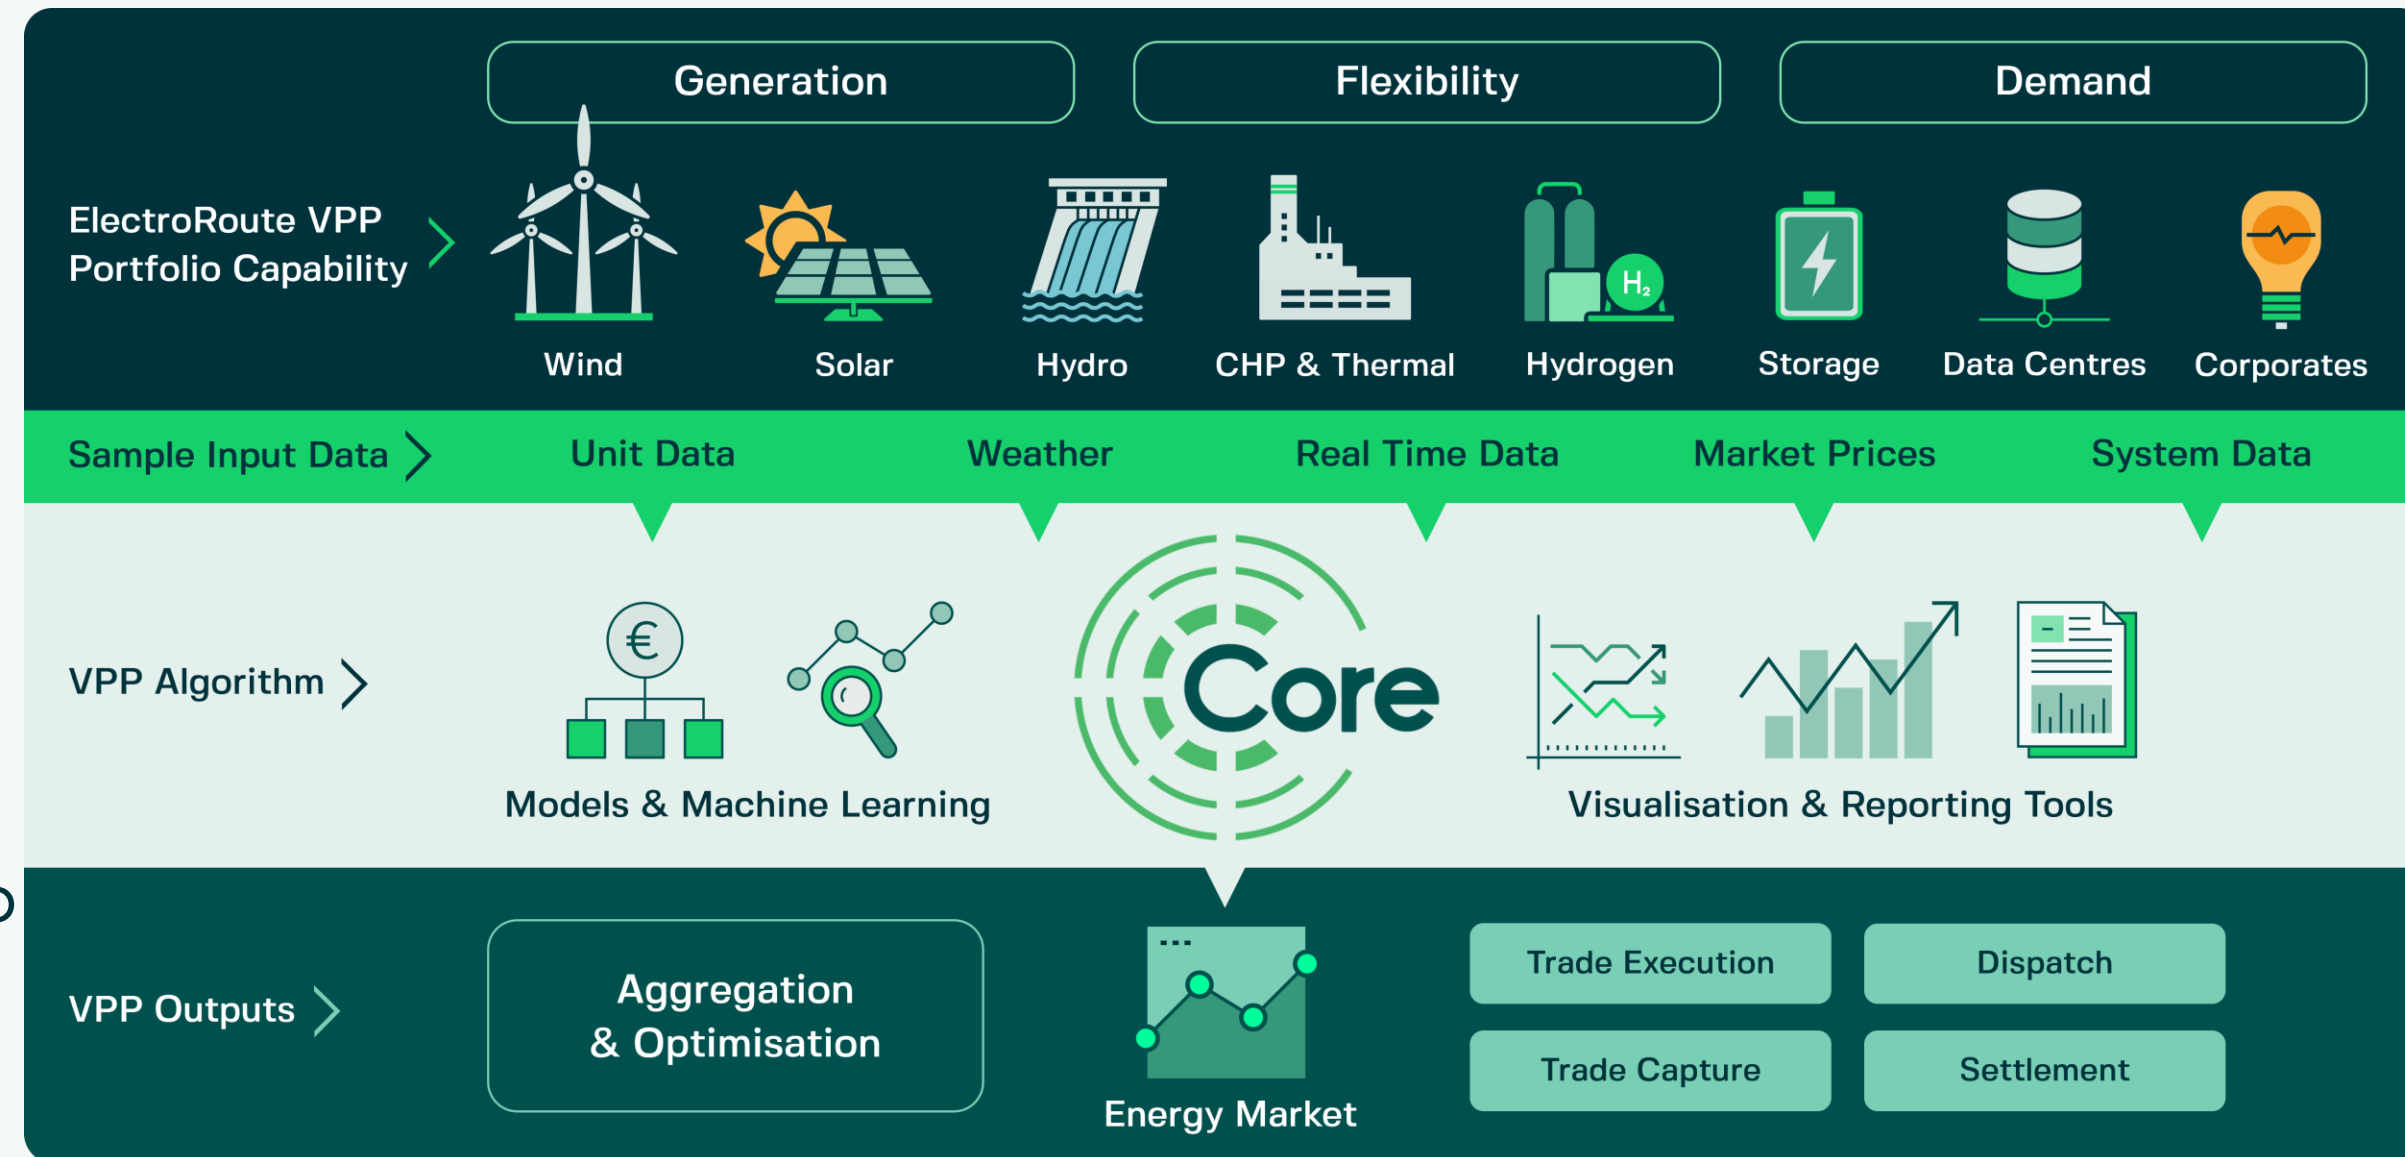 Generation
Flexibility
Demand
ElectroRoute VPP
Portfolio Capability
H₂
Wind
Solar
Hydro
CHP & Thermal
Hydrogen
Storage
Data Centres
Corporates
Sample Input Data
Unit Data
Weather
Real Time Data
Market Prices
System Data
VPP Algorithm
€
Core
Models & Machine Learning
Visualisation & Reporting Tools
VPP Outputs
Aggregation
& Optimisation
Energy Market
Trade Execution
Dispatch
Trade Capture
Settlement